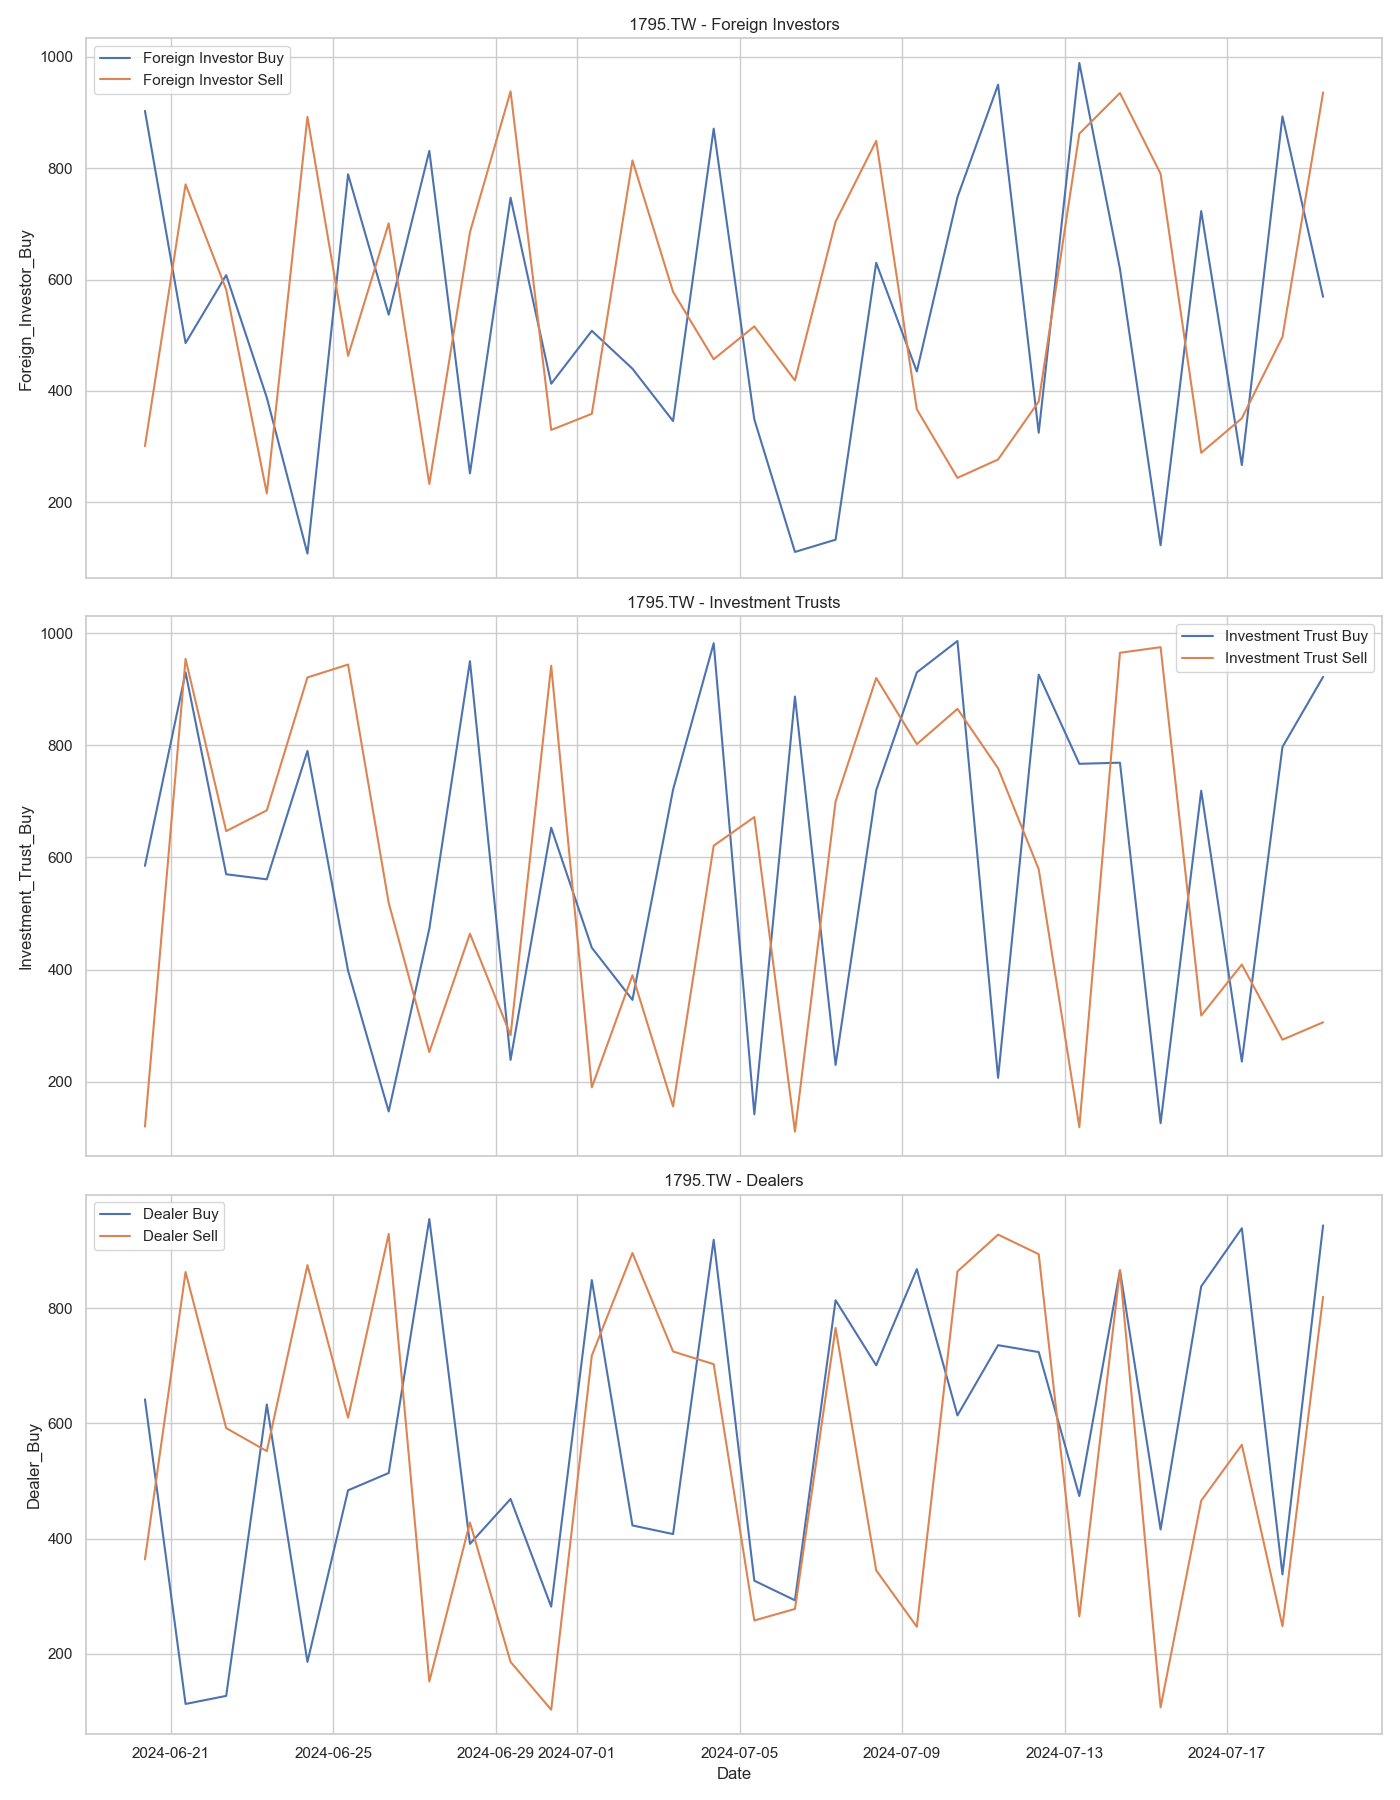 1795.TW - Foreign Investors
Foreign Investor Buy
Foreign Investor Sell
1000
800
600
400
200
Foreign_Investor_Buy
1795.TW - Investment Trusts
Investment Trust Buy
Investment Trust Sell
1000
800
600
400
200
Investment_Trust_Buy
1795.TW - Dealers
Dealer Buy
Dealer Sell
800
600
400
200
Dealer_Buy
2024-06-21 2024-06-25 2024-06-29 2024-07-01 2024-07-05 2024-07-09 2024-07-13 2024-07-17
Date